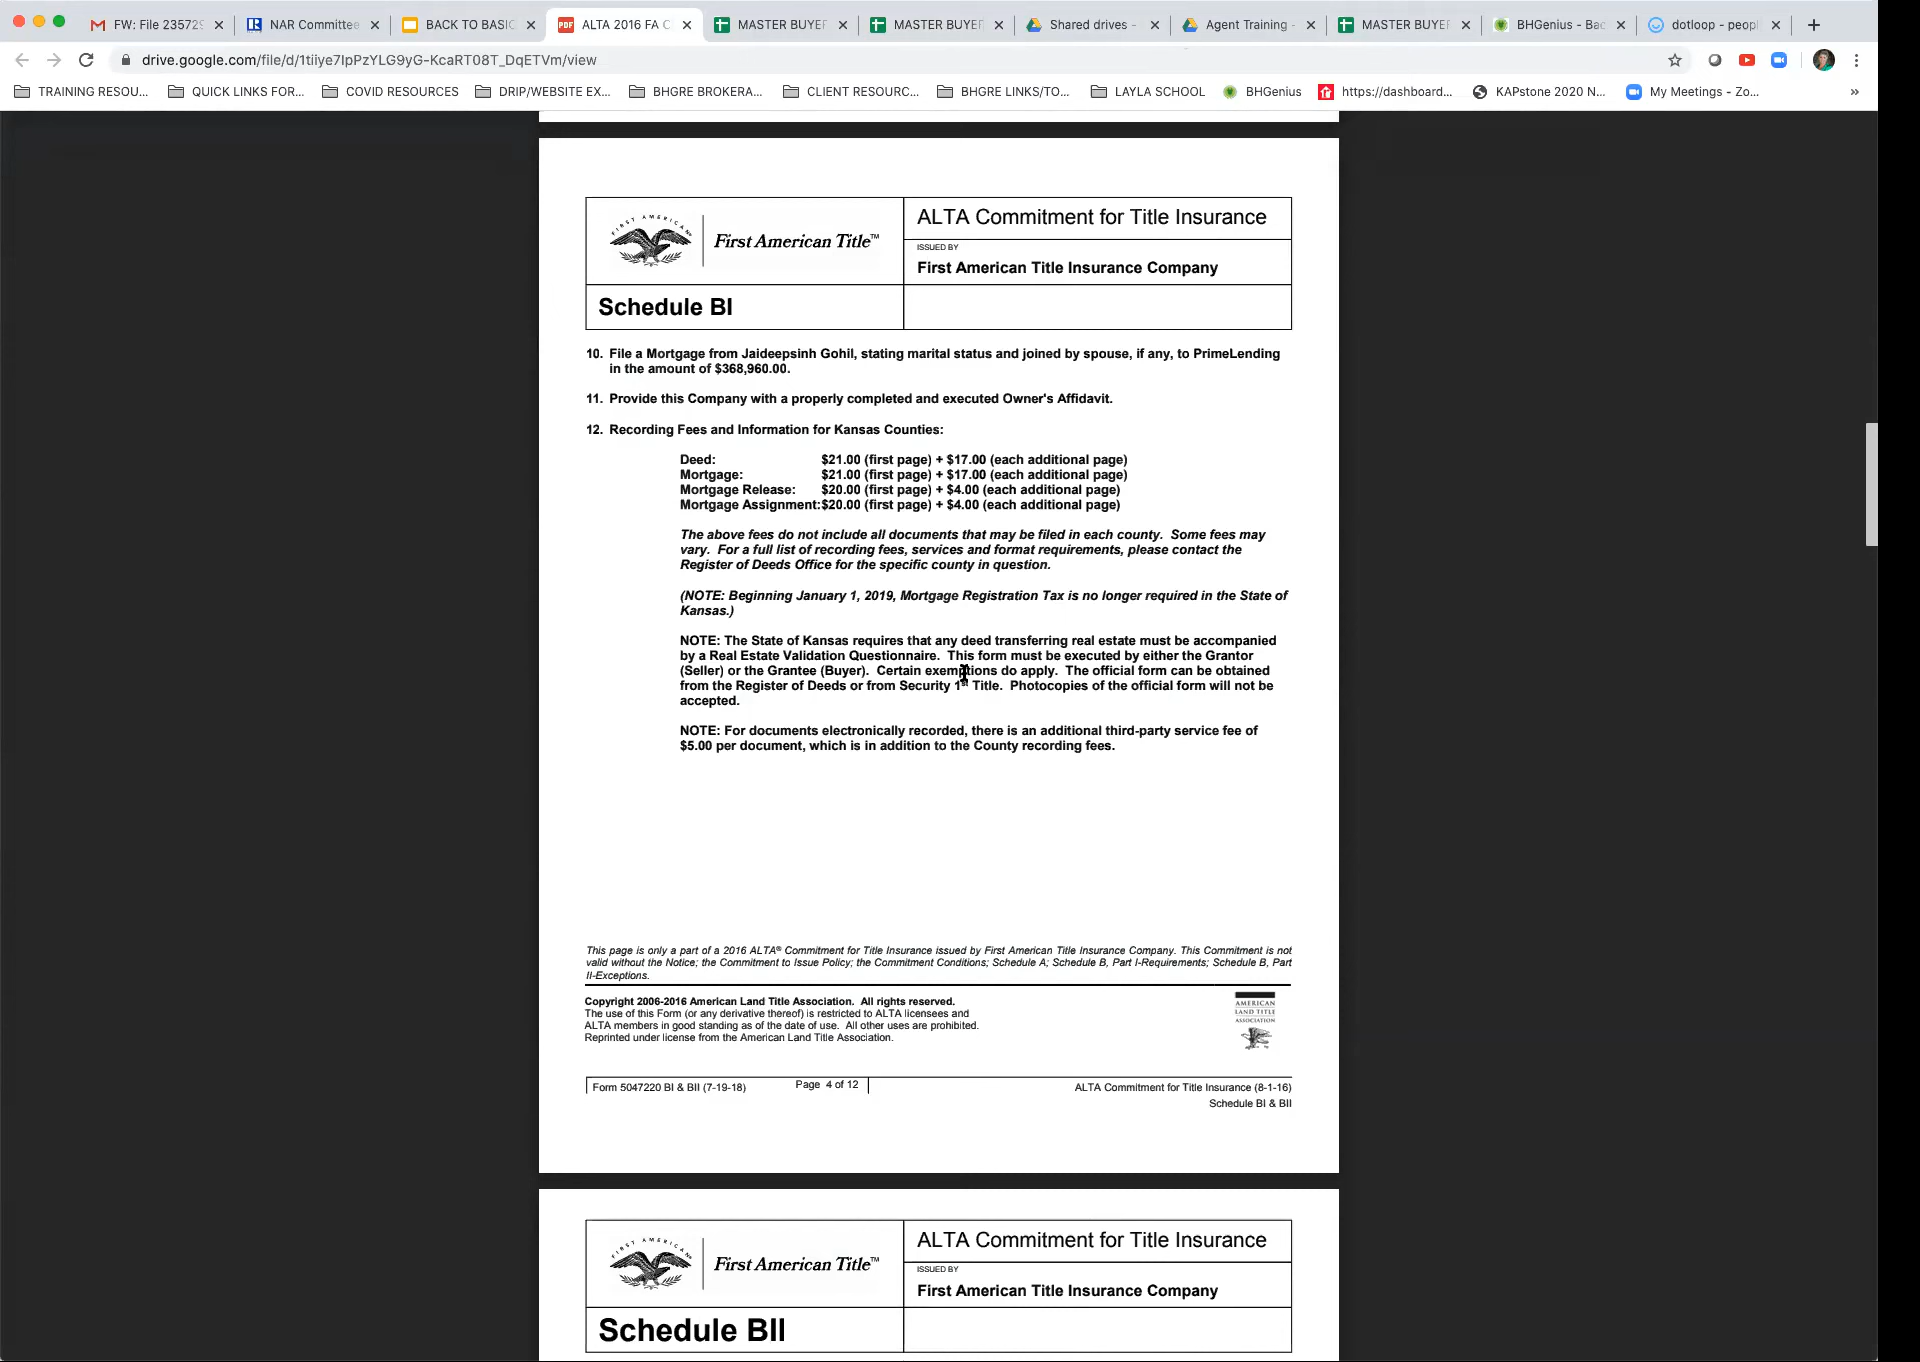 FW: File 23572
NAR Committee
BACK TO BASIC
PDF
ALTA 2016 FA C
MASTER BUYER
MASTER BUYER
Shared drives -
Agent Training -
MASTER BUYER
BHGenius - Bac
dotloop - peopl
drive.google.com/file/d/1tiiye7IpPzYLG9yG-KcaRT08T_DqETVm/view
TRAINING RESOU...
QUICK LINKS FOR...
COVID RESOURCES
DRIP/WEBSITE EX...
BHGRE BROKERA...
CLIENT RESOURC...
BHGRE LINKS/TO...
LAYLA SCHOOL
BHGenius
https://dashboard...
KAPstone 2020 N...
My Meetings - Zo...
»
FIRST AMERICAN
First American Title™
ALTA Commitment for Title Insurance
ISSUED BY
First American Title Insurance Company
Schedule BI
10. File a Mortgage from Jaideepsinh Gohil, stating marital status and joined by spouse, if any, to PrimeLending
in the amount of $368,960.00.
11. Provide this Company with a properly completed and executed Owner's Affidavit.
12. Recording Fees and Information for Kansas Counties:
Deed: $21.00 (first page) + $17.00 (each additional page)
Mortgage: $21.00 (first page) + $17.00 (each additional page)
Mortgage Release: $20.00 (first page) + $4.00 (each additional page)
Mortgage Assignment:$20.00 (first page) + $4.00 (each additional page)
The above fees do not include all documents that may be filed in each county. Some fees may
vary. For a full list of recording fees, services and format requirements, please contact the
Register of Deeds Office for the specific county in question.
(NOTE: Beginning January 1, 2019, Mortgage Registration Tax is no longer required in the State of
Kansas.)
NOTE: The State of Kansas requires that any deed transferring real estate must be accompanied
by a Real Estate Validation Questionnaire. This form must be executed by either the Grantor
(Seller) or the Grantee (Buyer). Certain exemptions do apply. The official form can be obtained
from the Register of Deeds or from Security 1st Title. Photocopies of the official form will not be
accepted.
NOTE: For documents electronically recorded, there is an additional third-party service fee of
$5.00 per document, which is in addition to the County recording fees.
This page is only a part of a 2016 ALTA® Commitment for Title Insurance issued by First American Title Insurance Company. This Commitment is not
valid without the Notice; the Commitment to Issue Policy; the Commitment Conditions; Schedule A; Schedule B, Part I-Requirements; Schedule B, Part
II-Exceptions.
Copyright 2006-2016 American Land Title Association. All rights reserved.
The use of this Form (or any derivative thereof) is restricted to ALTA licensees and
ALTA members in good standing as of the date of use. All other uses are prohibited.
Reprinted under license from the American Land Title Association.
AMERICAN
LAND TITLE
ASSOCIATION
Form 5047220 BI & BII (7-19-18)
Page 4 of 12
ALTA Commitment for Title Insurance (8-1-16)
Schedule BI & BII
FIRST AMERICAN
First American Title™
ALTA Commitment for Title Insurance
ISSUED BY
First American Title Insurance Company
Schedule BII